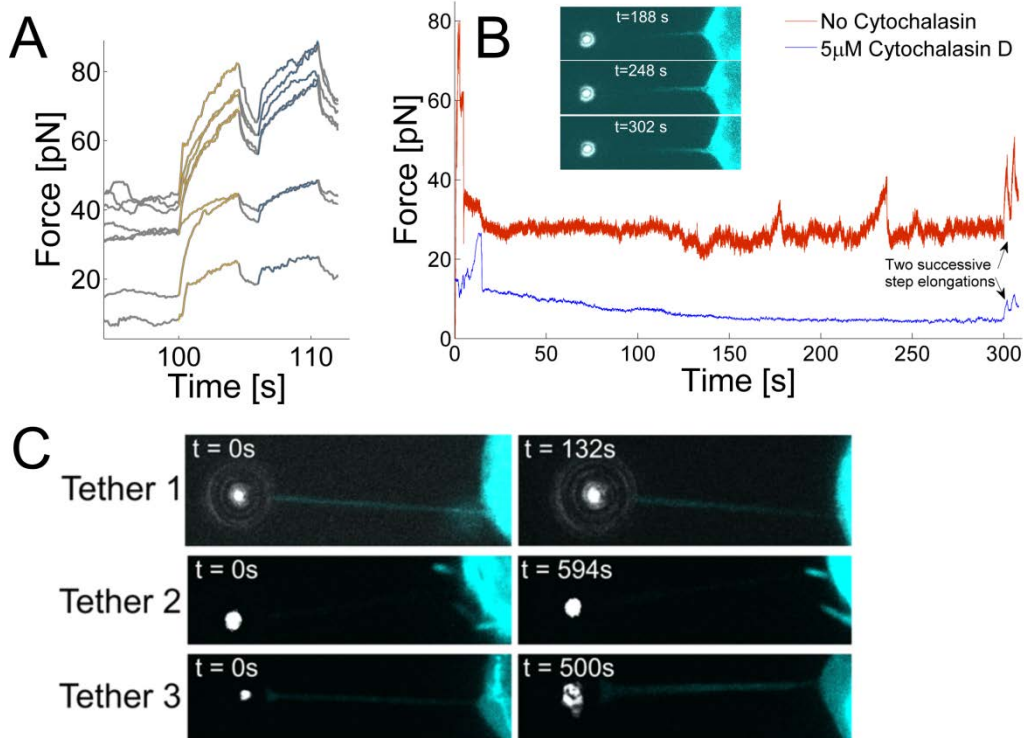 A
Force [pN]
80
60
40
20
100
110
Time [s]
B
Force [pN]
80
60
40
20
0
0
50
100
150
200
250
300
Time [s]
t=188 s
t=248 s
t=302 s
No Cytochalasin
5μM Cytochalasin D
Two successive
step elongations
C
Tether 1
t = 0s
t = 132s
Tether 2
t = 0s
t = 594s
Tether 3
t = 0s
t = 500s